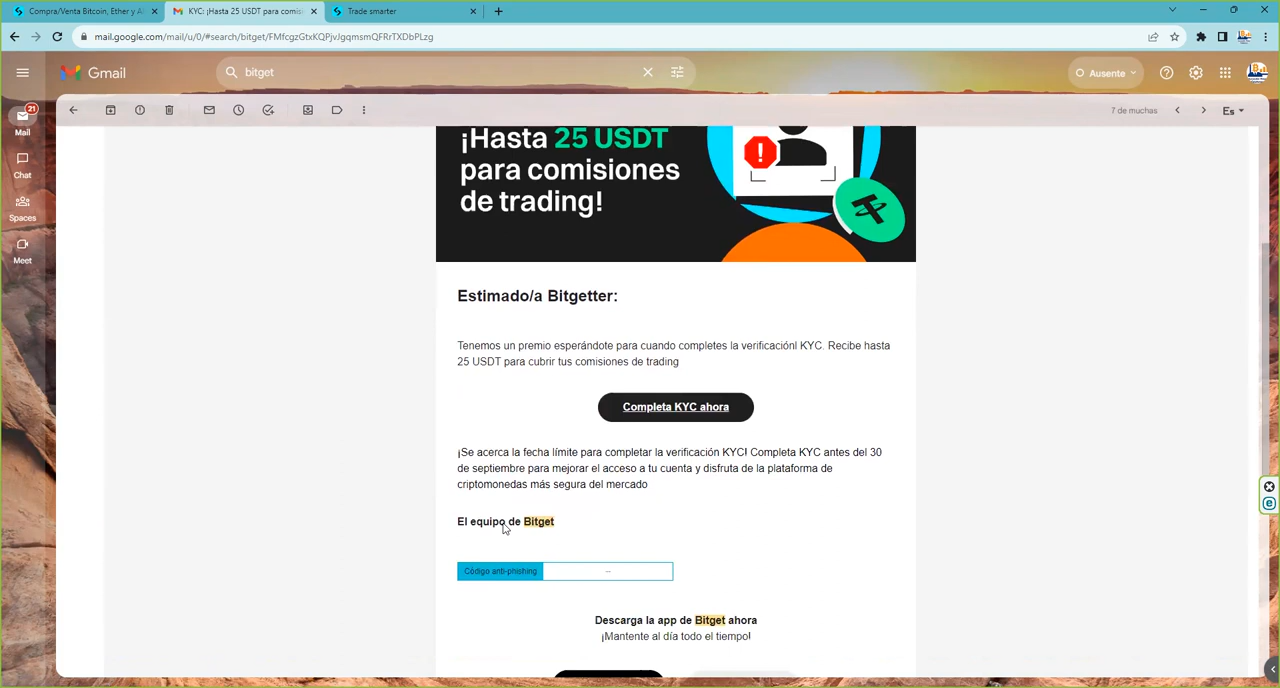 Compra/Venta Bitcoin, Ether y Al
KYC: ¡Hasta 25 USDT para comisi
Trade smarter
mail.google.com/mail/u/0/#search/bitget/FMfcgzGtxKQPjvJgqmsmQFRrTXDbPLzg
Gmail
bitget
Ausente
21
Mail
Chat
Spaces
Meet
7 de muchas
Es
¡Hasta 25 USDT
para comisiones
de trading!
Estimado/a Bitgetter:
Tenemos un premio esperándote para cuando completes la verificaciónl KYC. Recibe hasta
25 USDT para cubrir tus comisiones de trading
Completa KYC ahora
¡Se acerca la fecha límite para completar la verificación KYC! Completa KYC antes del 30
de septiembre para mejorar el acceso a tu cuenta y disfruta de la plataforma de
criptomonedas más segura del mercado
El equipo de Bitget
Código anti-phishing --
Descarga la app de Bitget ahora
¡Mantente al día todo el tiempo!